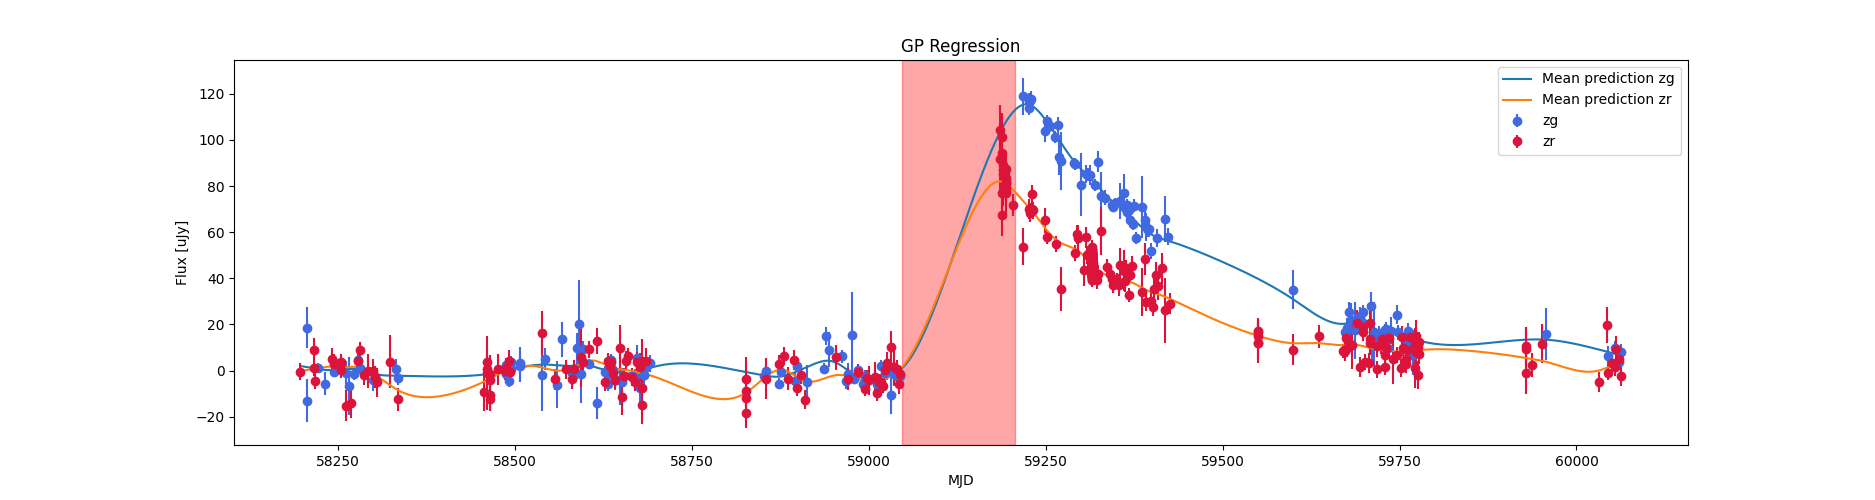 GP Regression
Flux [uJy]
120
100
80
60
40
20
0
−20
58250 58500 58750 59000 59250 59500 59750 60000
MJD
Mean prediction zg
Mean prediction zr
zg
zr